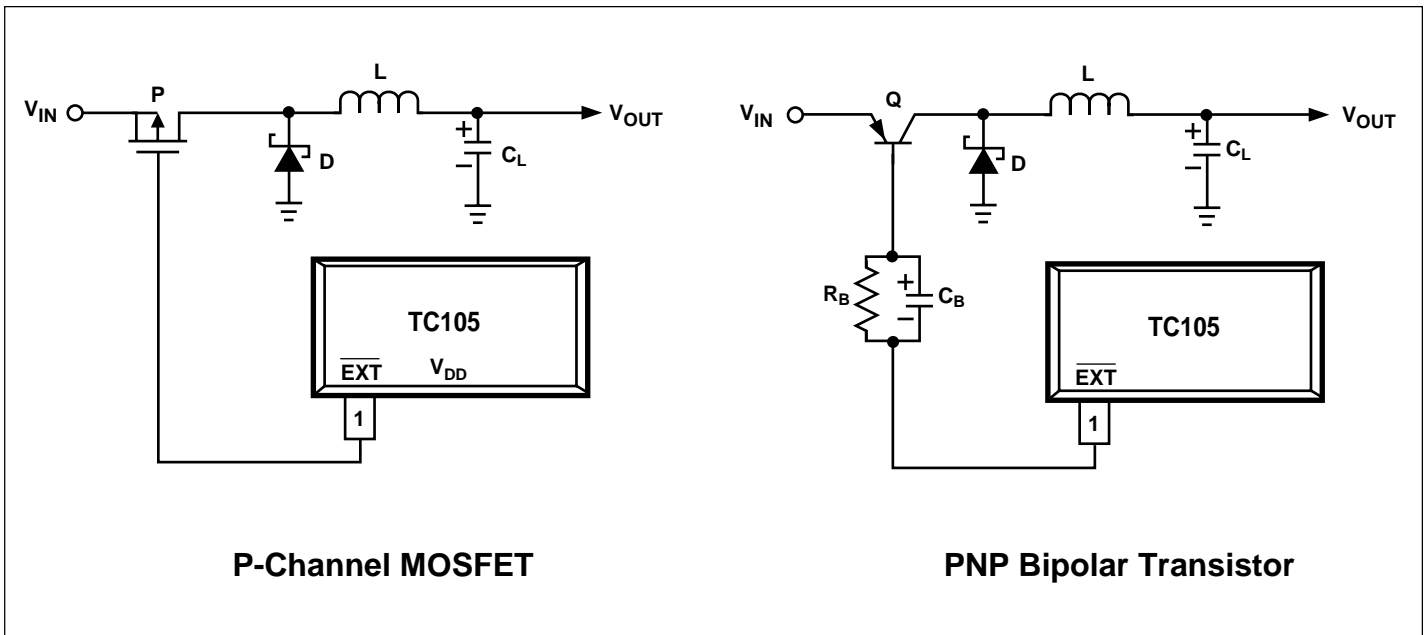 L
P
V_IN
V_OUT
+
–
C_L
D
TC105
EXT
V_DD
1
P-Channel MOSFET
L
Q
V_IN
V_OUT
+
–
C_L
D
R_B
+
–
C_B
TC105
EXT
1
PNP Bipolar Transistor